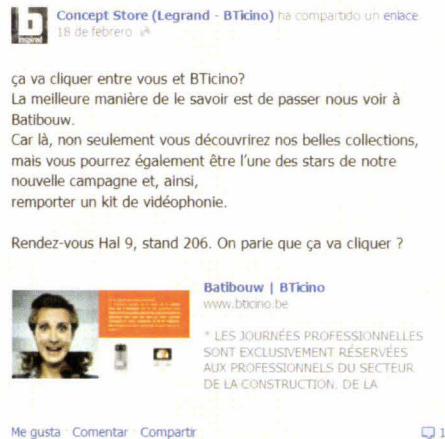 b
inspired
Concept Store (Legrand - BTicino) ha compartido un enlace
18 de febrero
ça va cliquer entre vous et BTicino?
La meilleure manière de le savoir est de passer nous voir à
Batibouw.
Car là, non seulement vous découvrirez nos belles collections,
mais vous pourrez également être l'une des stars de notre
nouvelle campagne et, ainsi,
remporter un kit de vidéophonie.
Rendez-vous Hal 9, stand 206. On parie que ça va cliquer ?
Batibouw | BTicino
www.bticino.be
* LES JOURNÉES PROFESSIONNELLES
SONT EXCLUSIVEMENT RÉSERVÉES
AUX PROFESSIONNELS DU SECTEUR
DE LA CONSTRUCTION, DE LA
Me gusta · Comentar · Compartir 1